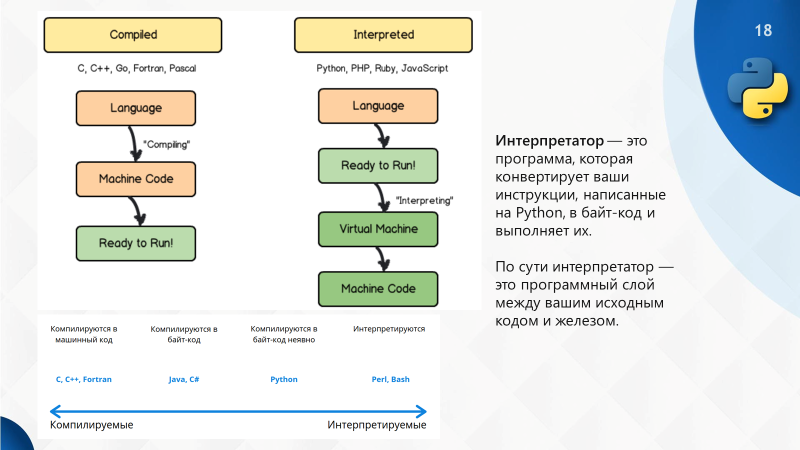 18
Compiled
C, C++, Go, Fortran, Pascal
Language
"Compiling"
Machine Code
Ready to Run!
Interpreted
Python, PHP, Ruby, JavaScript
Language
Ready to Run!
"Interpreting"
Virtual Machine
Machine Code
Интерпретатор — это
программа, которая
конвертирует ваши
инструкции, написанные
на Python, в байт-код и
выполняет их.
По сути интерпретатор —
это программный слой
между вашим исходным
кодом и железом.
Компилируются в
машинный код
Компилируются в
байт-код
Компилируются в
байт-код неявно
Интерпретируются
C, C++, Fortran
Java, C#
Python
Perl, Bash
Компилируемые
Интерпретируемые